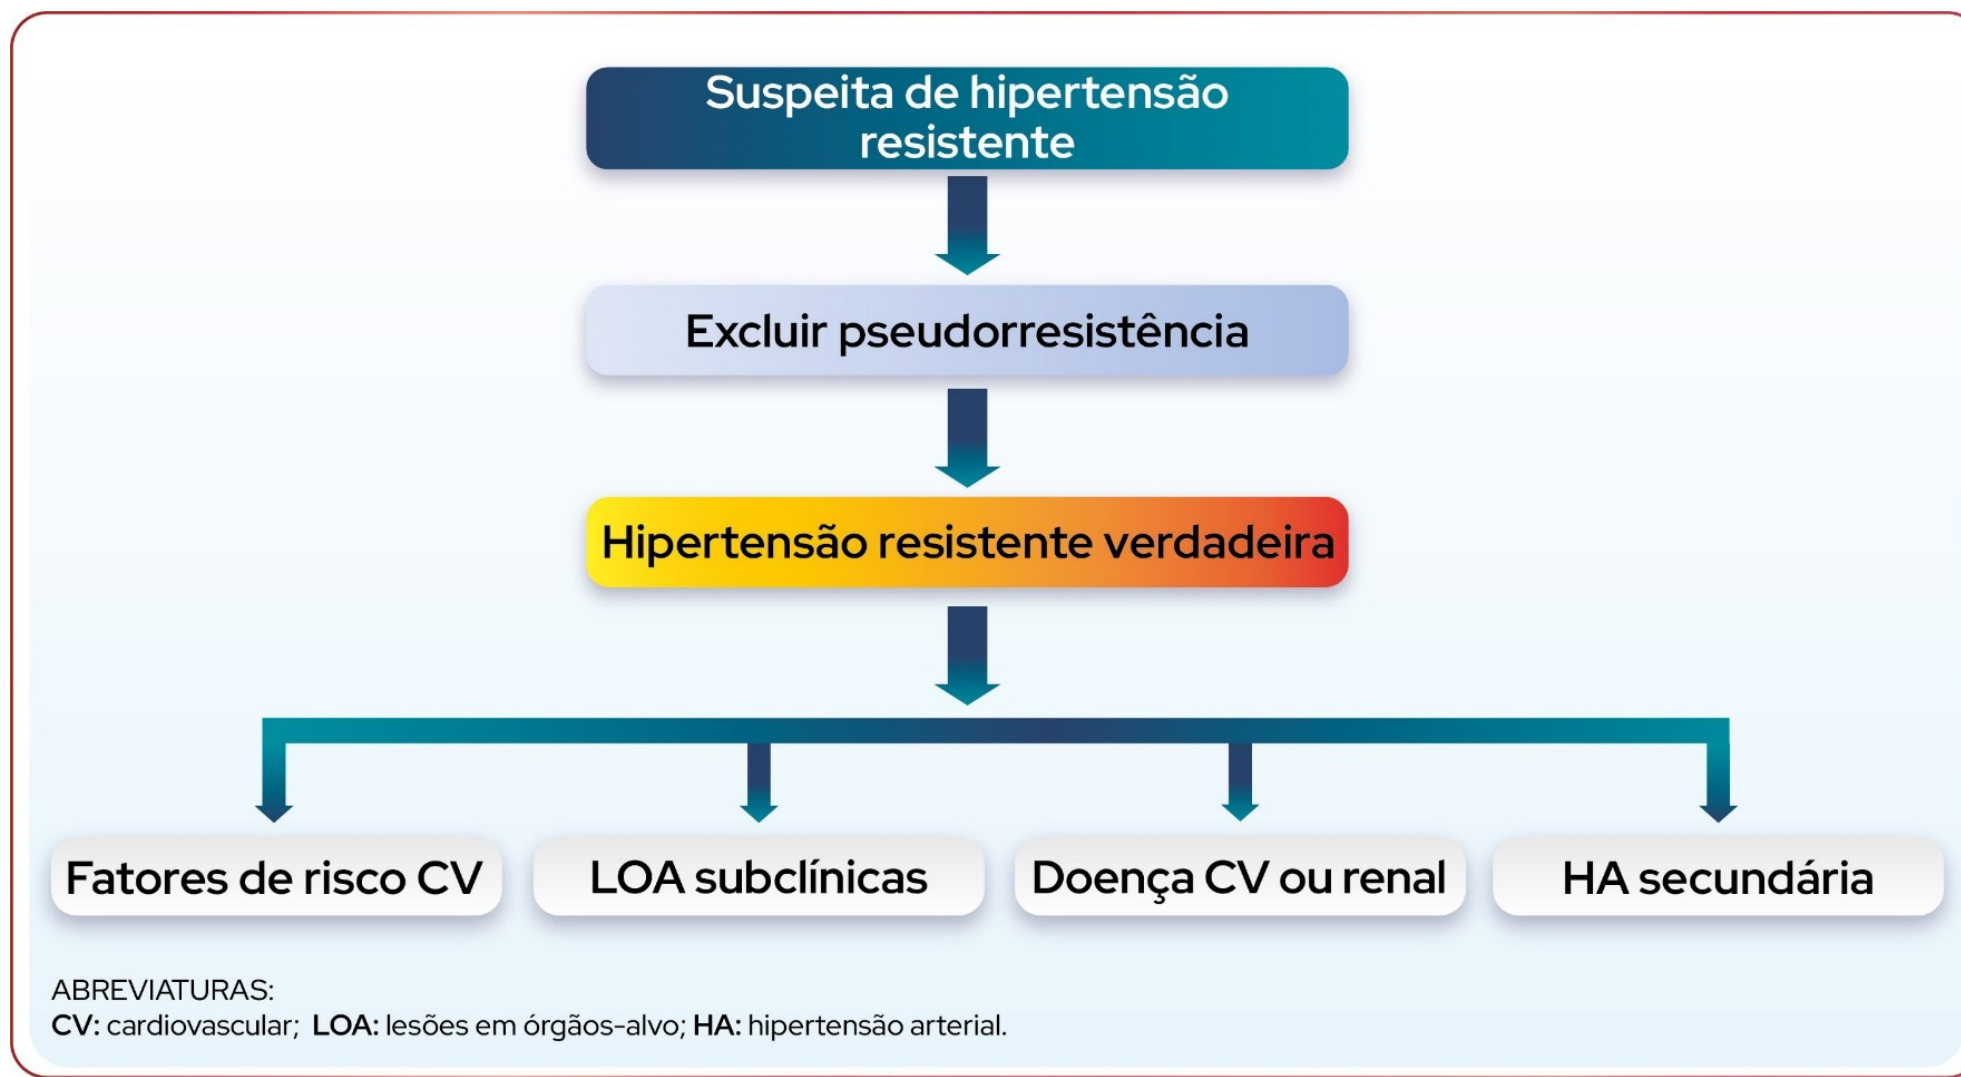 Suspeita de hipertensão
resistente
Excluir pseudorresistência
Hipertensão resistente verdadeira
Fatores de risco CV
LOA subclínicas
Doença CV ou renal
HA secundária
ABREVIATURAS:
CV: cardiovascular; LOA: lesões em órgãos-alvo; HA: hipertensão arterial.